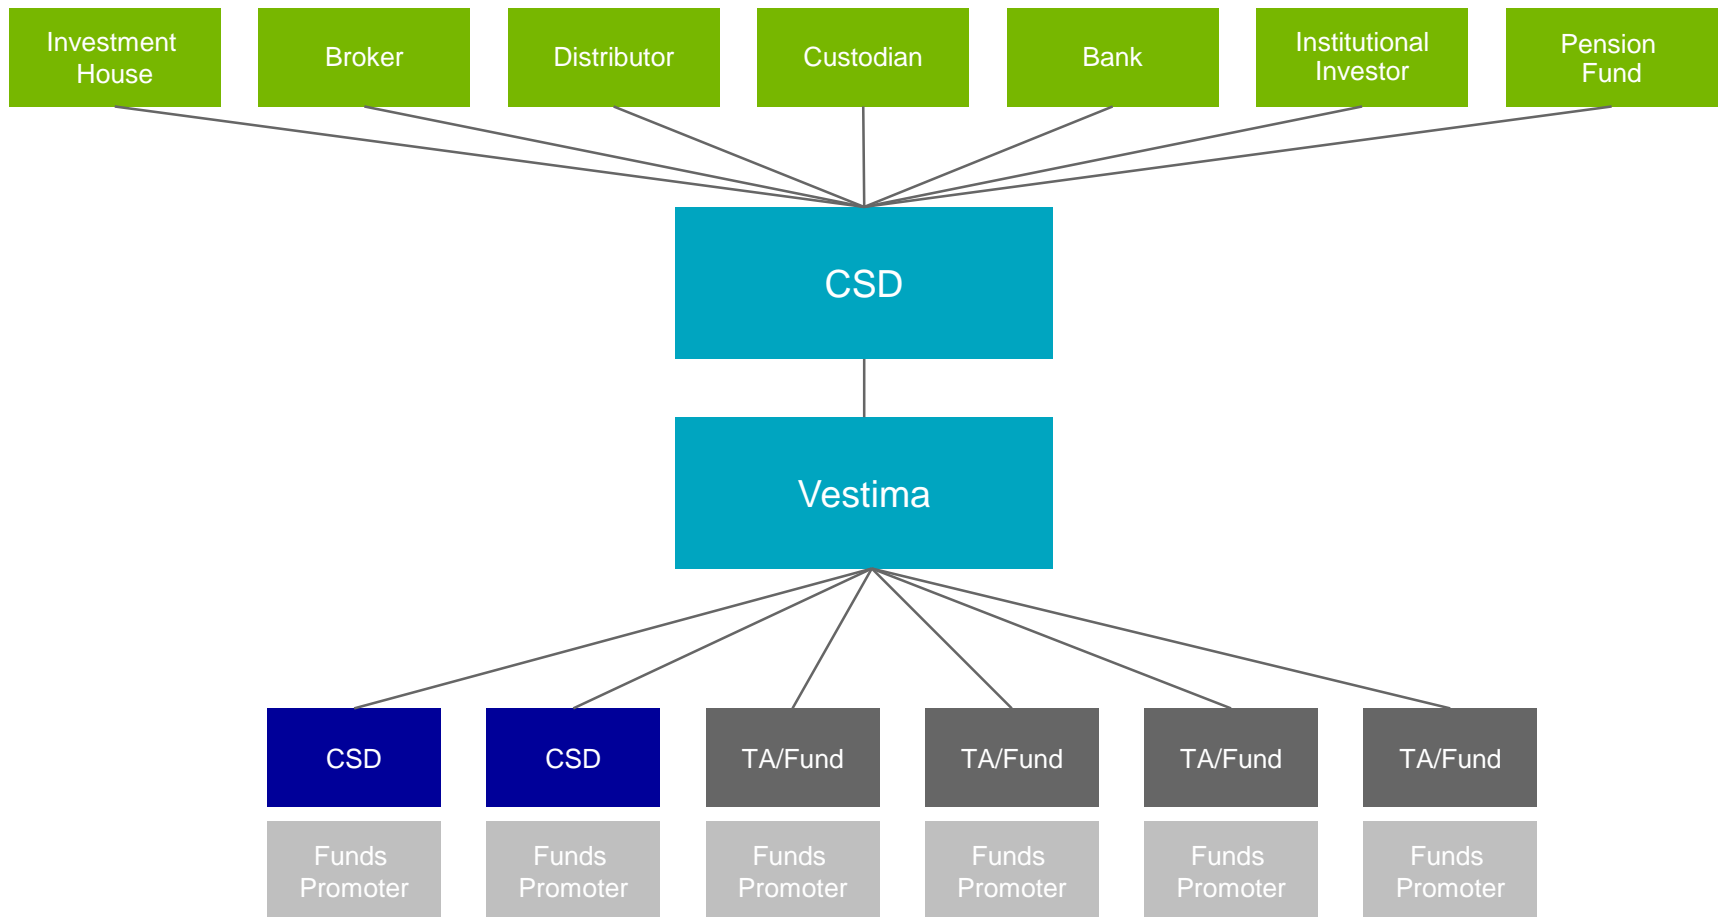 Investment
House
Broker
Distributor
Custodian
Bank
Institutional
Investor
Pension
Fund
CSD
Vestima
CSD
CSD
TA/Fund
TA/Fund
TA/Fund
TA/Fund
Funds
Promoter
Funds
Promoter
Funds
Promoter
Funds
Promoter
Funds
Promoter
Funds
Promoter